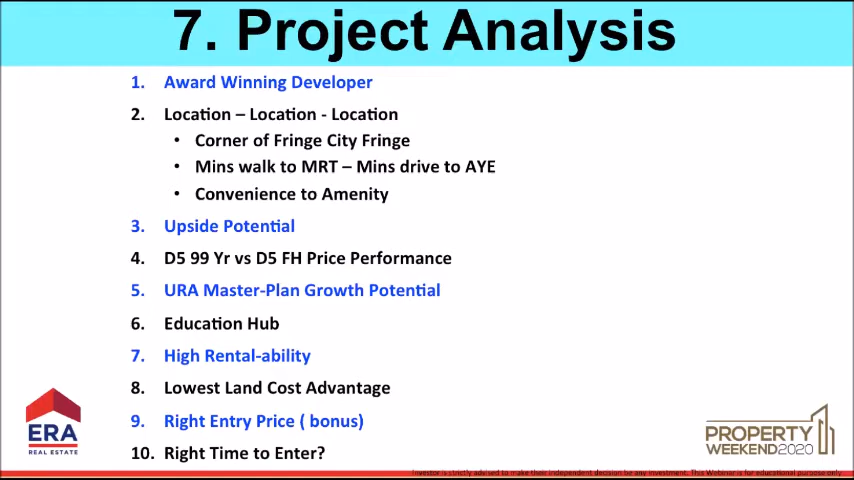 7. Project Analysis
1. Award Winning Developer
2. Location – Location - Location
• Corner of Fringe City Fringe
• Mins walk to MRT – Mins drive to AYE
• Convenience to Amenity
3. Upside Potential
4. D5 99 Yr vs D5 FH Price Performance
5. URA Master-Plan Growth Potential
6. Education Hub
7. High Rental-ability
8. Lowest Land Cost Advantage
9. Right Entry Price ( bonus)
10. Right Time to Enter?
ERA
REAL ESTATE
PROPERTY
WEEKEND2020
Investor is strictly advised to make their independent decision be any investment. This Webinar is for educational purpose only